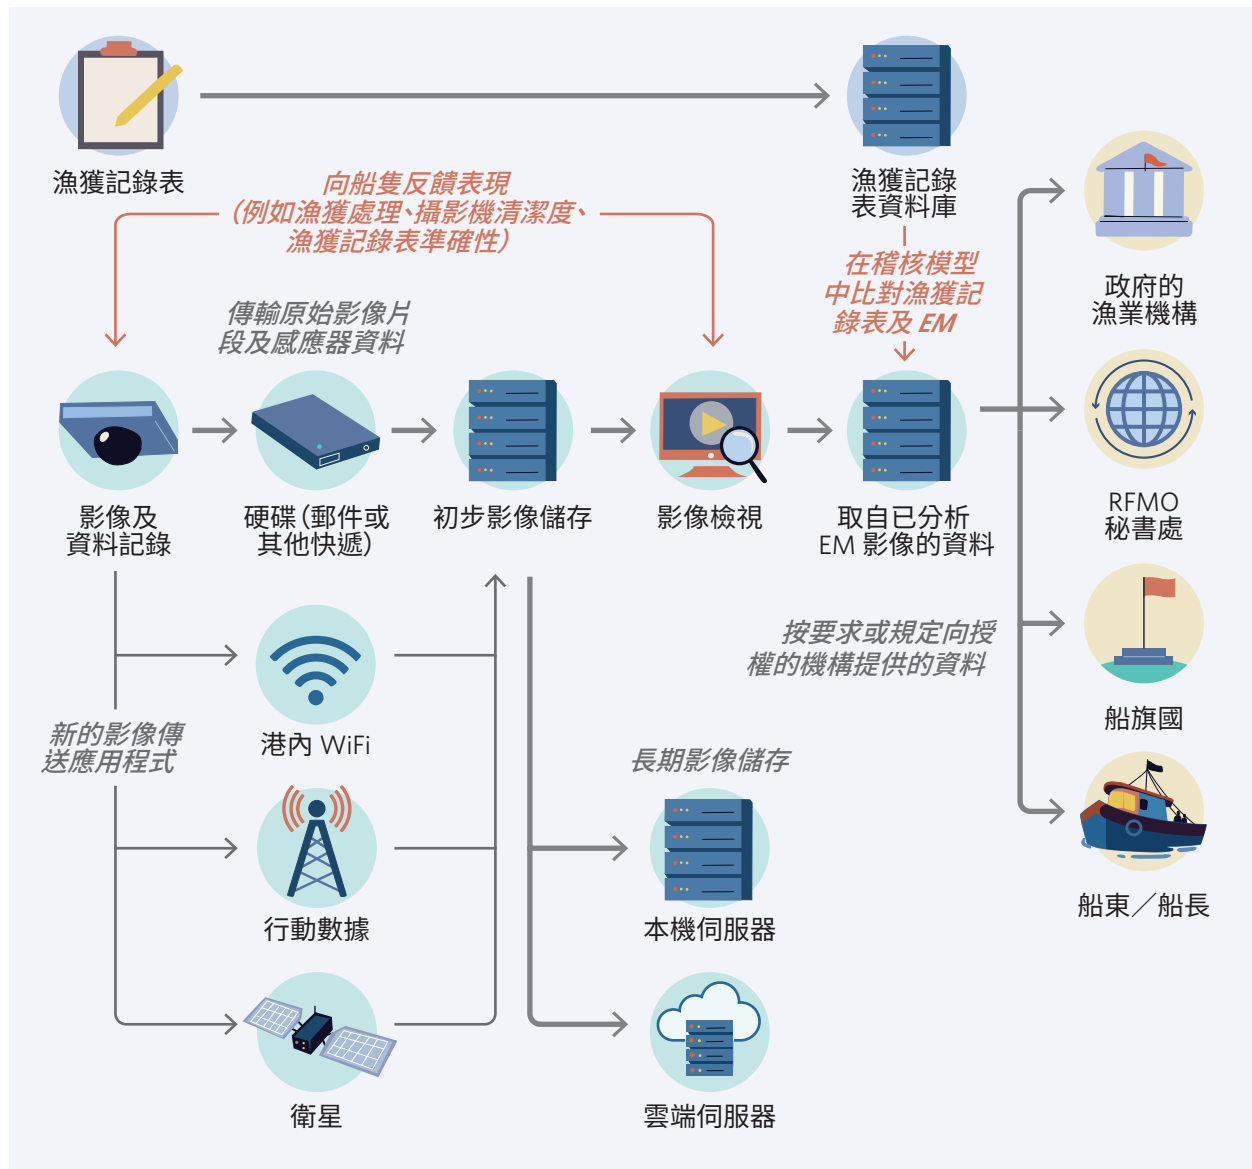 漁獲記錄表
漁獲記錄
表資料庫
向船隻反饋表現
（例如漁獲處理、攝影機清潔度、
漁獲記錄表準確性）
在稽核模型
中比對漁獲記
錄表及 EM
傳輸原始影像片
段及感應器資料
政府的
漁業機構
影像及
資料記錄
硬碟（郵件或
其他快遞）
初步影像儲存
影像檢視
取自已分析
EM 影像的資料
RFMO
秘書處
按要求或規定向授
權的機構提供的資料
船旗國
新的影像傳
送應用程式
港內 WiFi
長期影像儲存
行動數據
本機伺服器
船東／船長
衛星
雲端伺服器